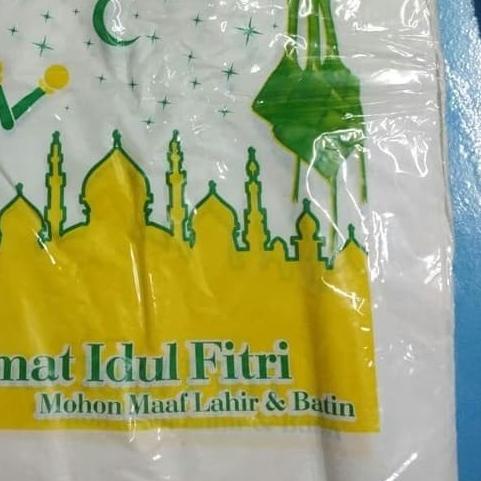 mat Idul Fitri
Mohon Maaf Lahir & Batin